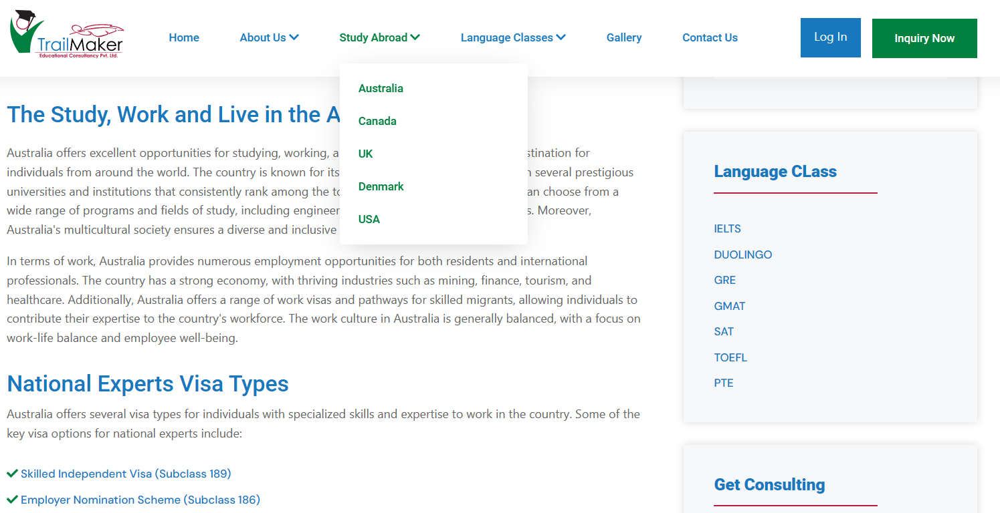 TrailMaker
Educational Consultancy Pvt. Ltd.
Home
About Us
Study Abroad
Language Classes
Gallery
Contact Us
Log In
Inquiry Now
Australia
Canada
UK
Denmark
USA
The Study, Work and Live in the A
Australia offers excellent opportunities for studying, working, a stination for
individuals from around the world. The country is known for its several prestigious
universities and institutions that consistently rank among the an choose from a
wide range of programs and fields of study, including engineer s. Moreover,
Australia's multicultural society ensures a diverse and inclusive
In terms of work, Australia provides numerous employment opportunities for both residents and international
professionals. The country has a strong economy, with thriving industries such as mining, finance, tourism, and
healthcare. Additionally, Australia offers a range of work visas and pathways for skilled migrants, allowing individuals to
contribute their expertise to the country's workforce. The work culture in Australia is generally balanced, with a focus on
work-life balance and employee well-being.
National Experts Visa Types
Australia offers several visa types for individuals with specialized skills and expertise to work in the country. Some of the
key visa options for national experts include:
Skilled Independent Visa (Subclass 189)
Employer Nomination Scheme (Subclass 186)
Language CLass
IELTS
DUOLINGO
GRE
GMAT
SAT
TOEFL
PTE
Get Consulting